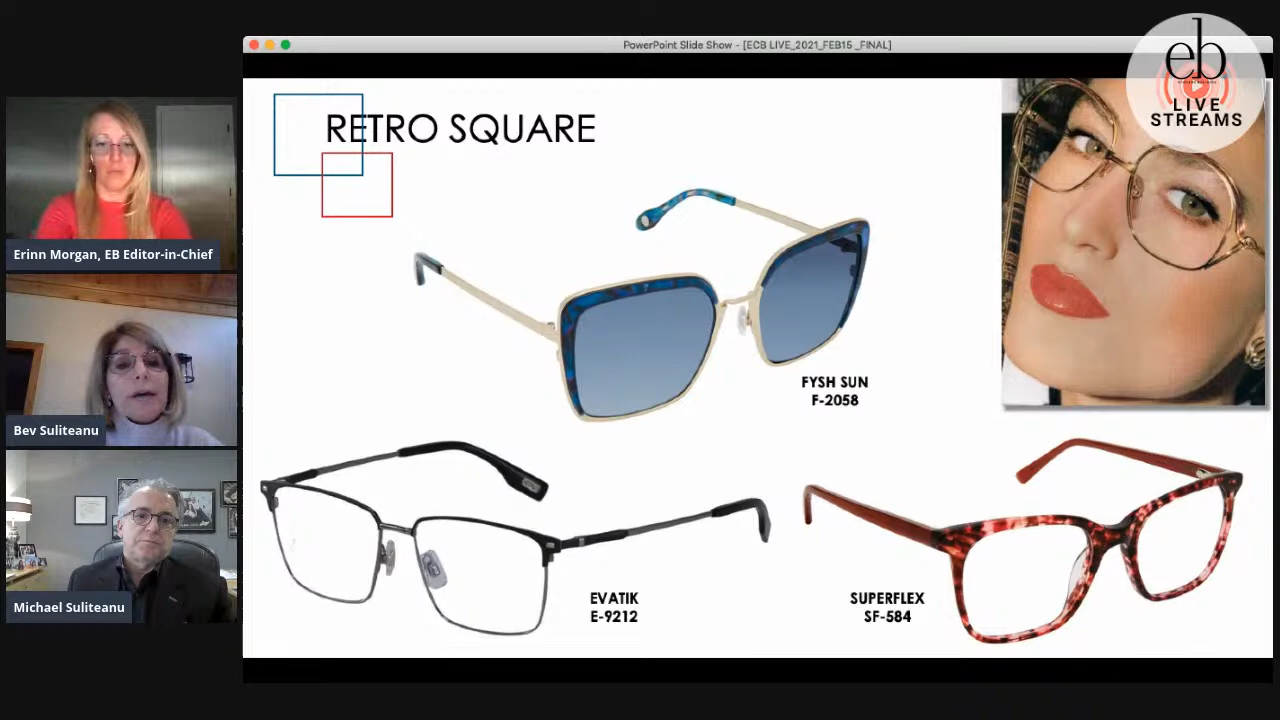 PowerPoint Slide Show - [ECB LIVE_2021_FEB15 _FINAL]
eb
LIVE
STREAMS
RETRO SQUARE
Erinn Morgan, EB Editor-in-Chief
FYSH SUN
F-2058
Bev Suliteanu
EVATIK
E-9212
SUPERFLEX
SF-584
Michael Suliteanu